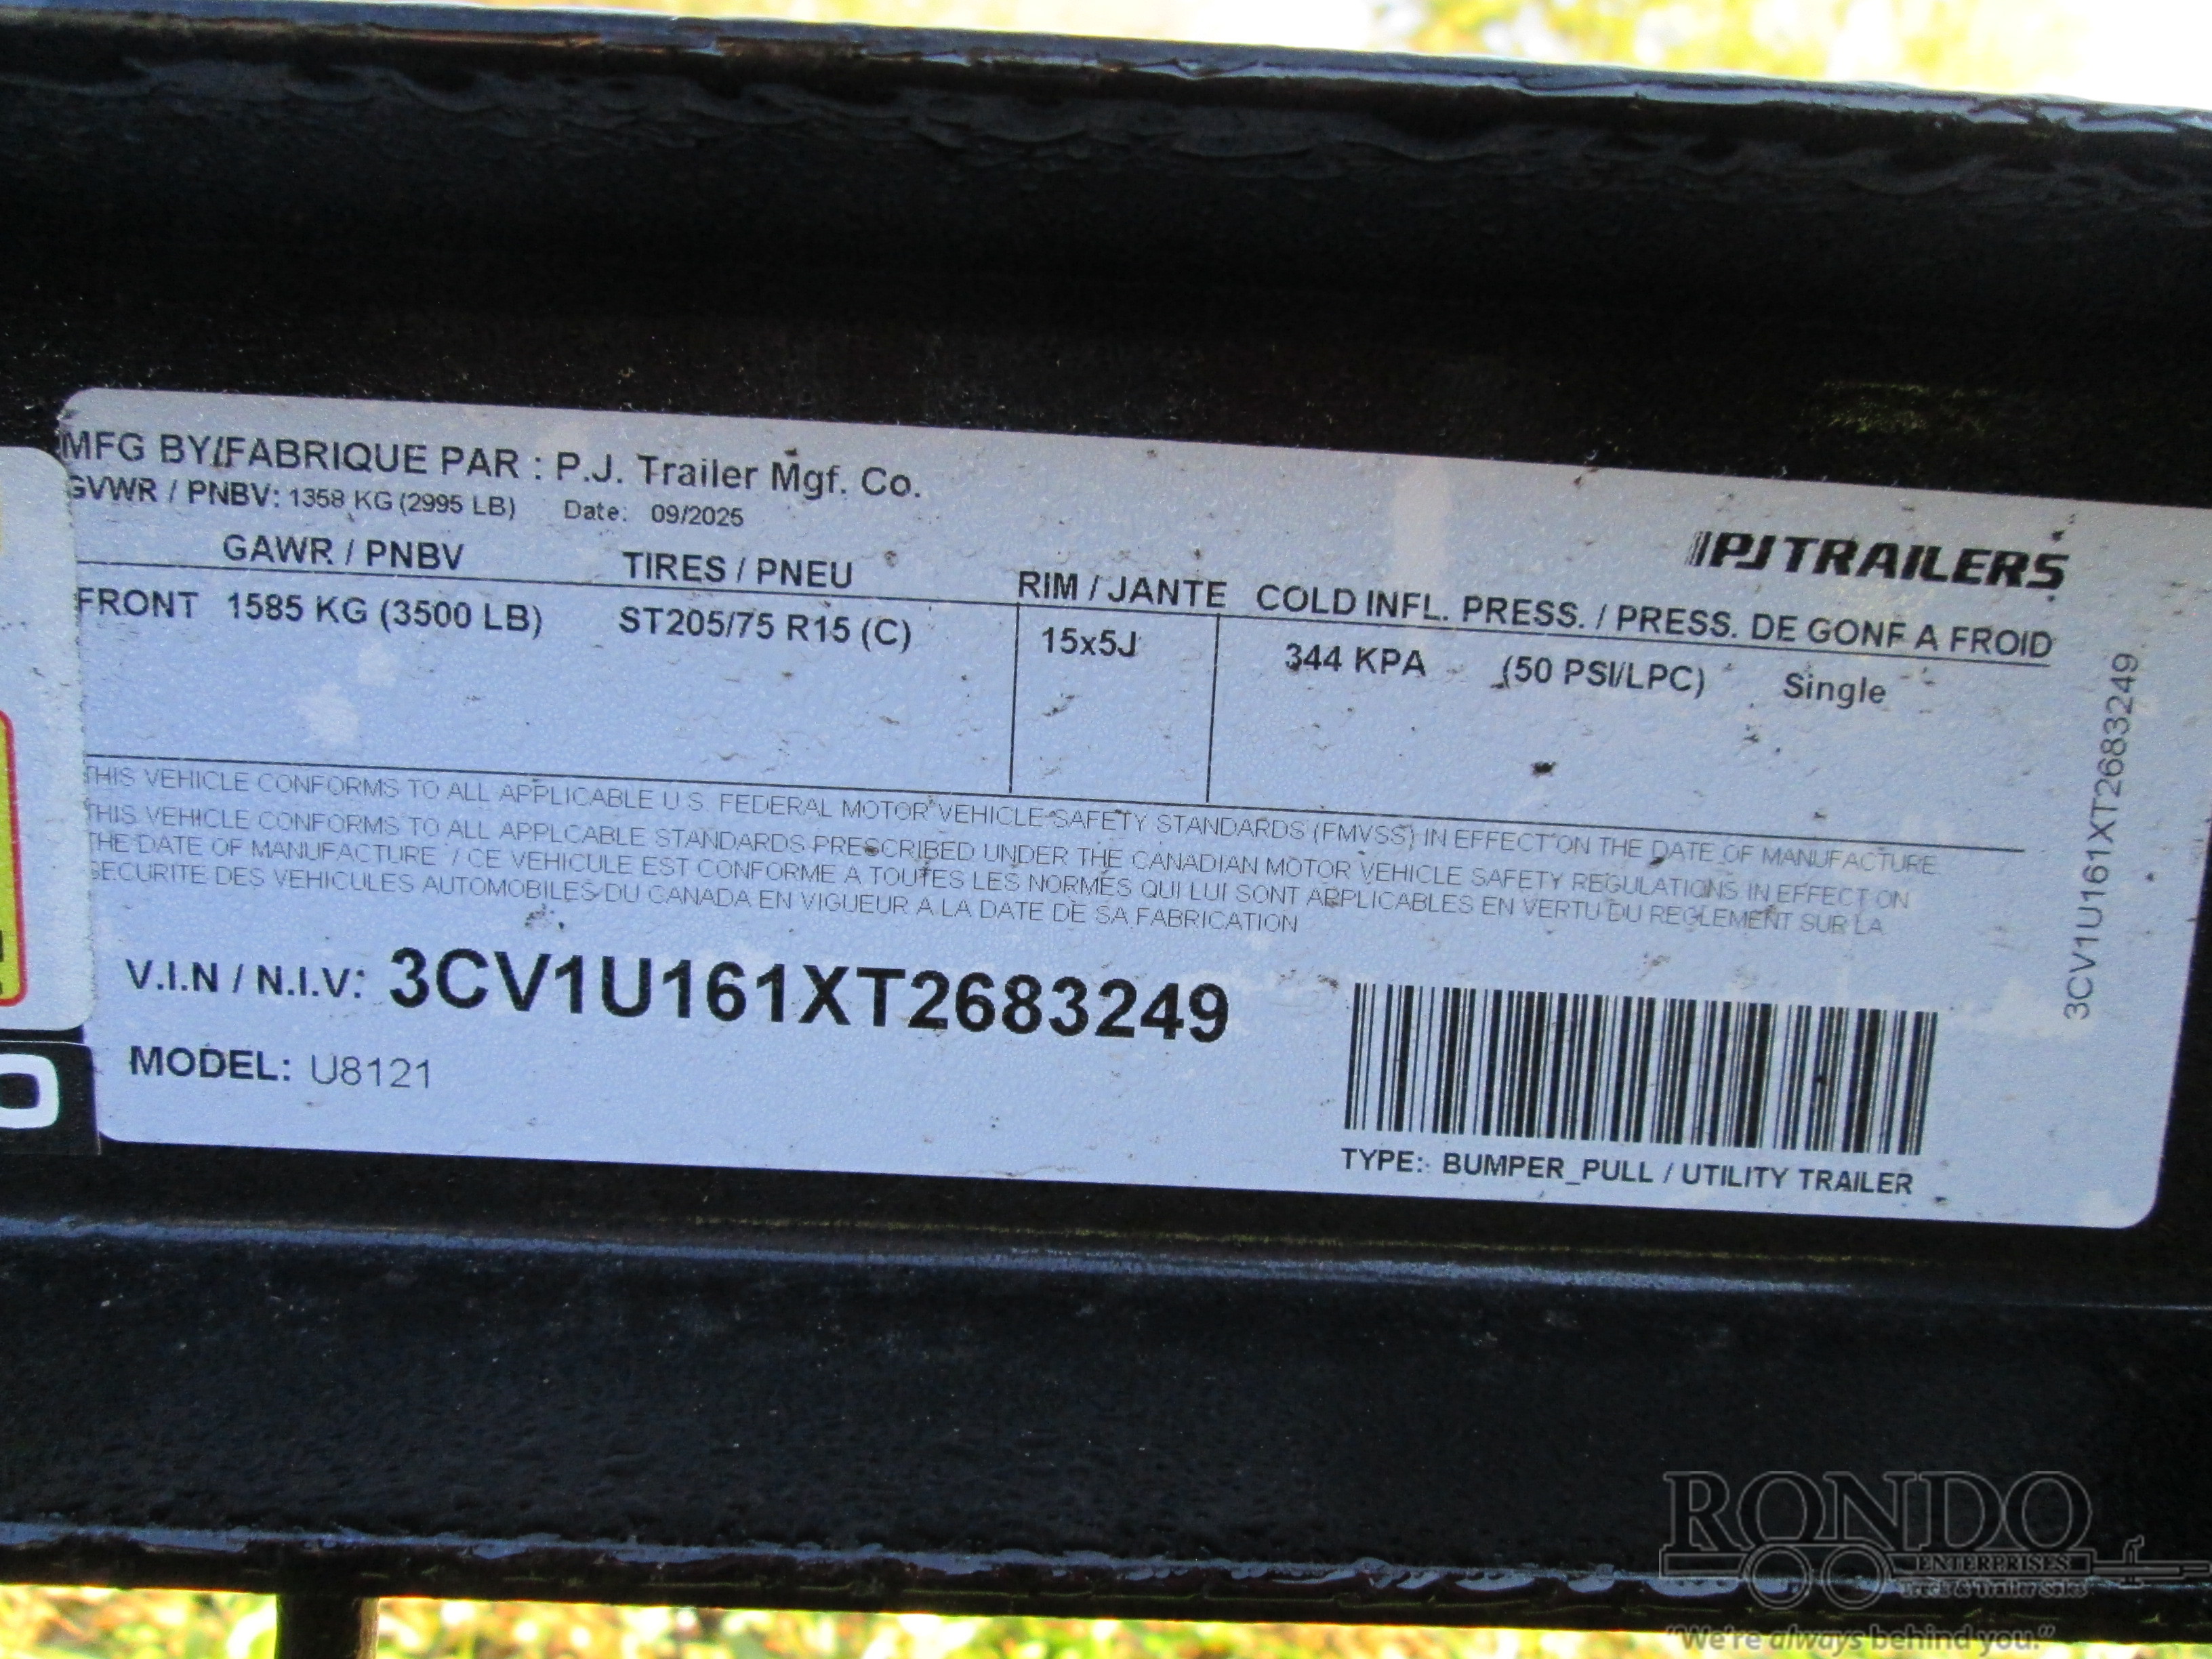 MFG BY/FABRIQUE PAR : P.J. Trailer Mgf. Co.
GVWR / PNBV: 1358 KG (2995 LB) Date: 09/2025
PJ TRAILERS
GAWR / PNBV TIRES / PNEU RIM / JANTE COLD INFL. PRESS. / PRESS. DE GONF A FROID
FRONT 1585 KG (3500 LB) ST205/75 R15 (C) 15x5J 344 KPA (50 PSI/LPC) Single
THIS VEHICLE CONFORMS TO ALL APPLICABLE U.S. FEDERAL MOTOR VEHICLE SAFETY STANDARDS (FMVSS) IN EFFECT ON THE DATE OF MANUFACTURE
THIS VEHICLE CONFORMS TO ALL APPLCABLE STANDARDS PRESCRIBED UNDER THE CANADIAN MOTOR VEHICLE SAFETY REGULATIONS IN EFFECT ON
THE DATE OF MANUFACTURE / CE VEHICULE EST CONFORME A TOUTES LES NORMES QUI LUI SONT APPLICABLES EN VERTU DU REGLEMENT SUR LA
SECURITE DES VEHICULES AUTOMOBILES DU CANADA EN VIGUEUR A LA DATE DE SA FABRICATION
V.I.N / N.I.V: 3CV1U161XT2683249
MODEL: U8121
TYPE: BUMPER_PULL / UTILITY TRAILER
3CV1U161XT2683249
RONDO
ENTERPRISES
Truck & Trailer Sales
"We're always behind you."